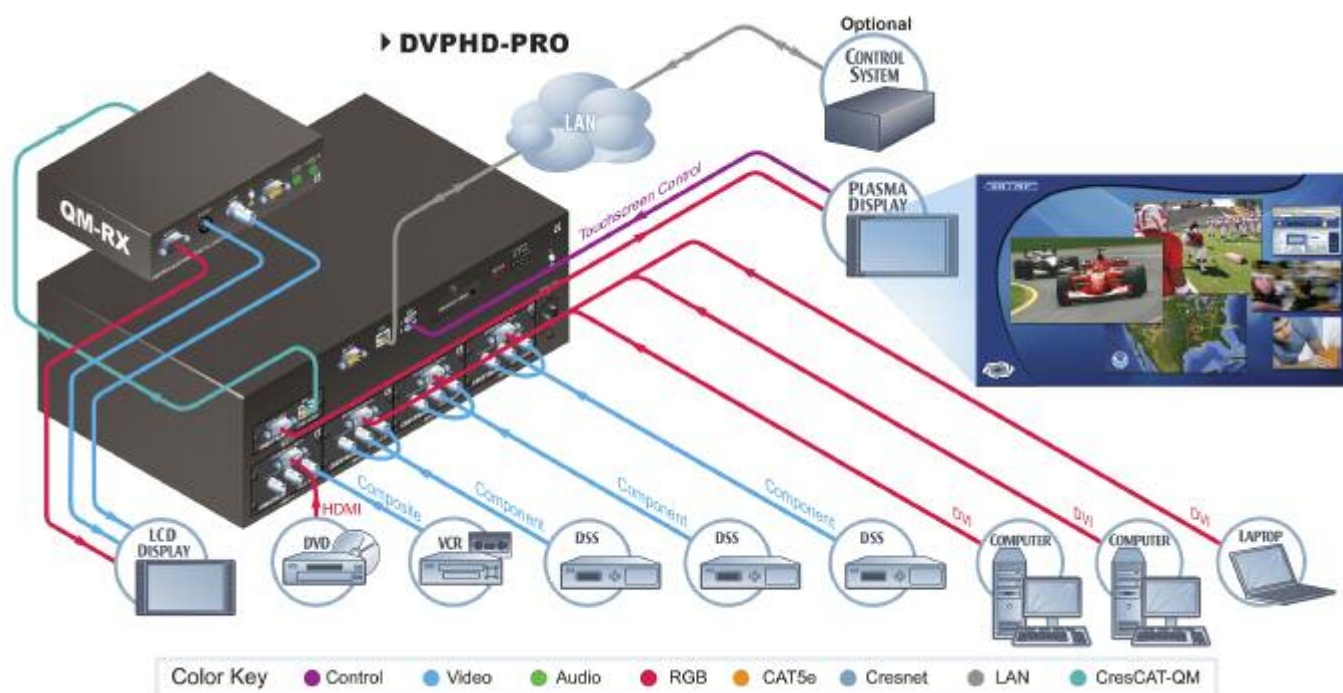 ▶ DVPHD-PRO
Optional
CONTROL
SYSTEM
LAN
QM-RX
Touchscreen Control
PLASMA
DISPLAY
HDMI
Composite
Component
Component
Component
DVI
DVI
DVI
LCD
DISPLAY
DVD
VCR
DSS
DSS
DSS
COMPUTER
COMPUTER
LAPTOP
Color Key Control Video Audio RGB CAT5e Cresnet LAN CresCAT-QM